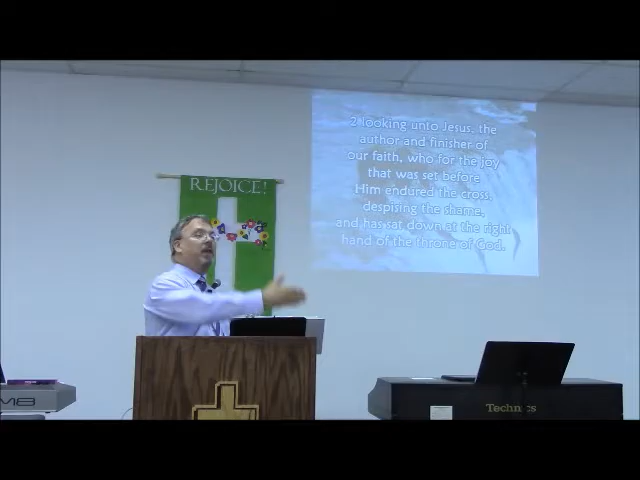 2 looking unto Jesus, the
author and finisher of
our faith, who for the joy
that was set before
Him endured the cross,
despising the shame,
and has sat down at the right
hand of the throne of God.
REJOICE!
Technics
M8